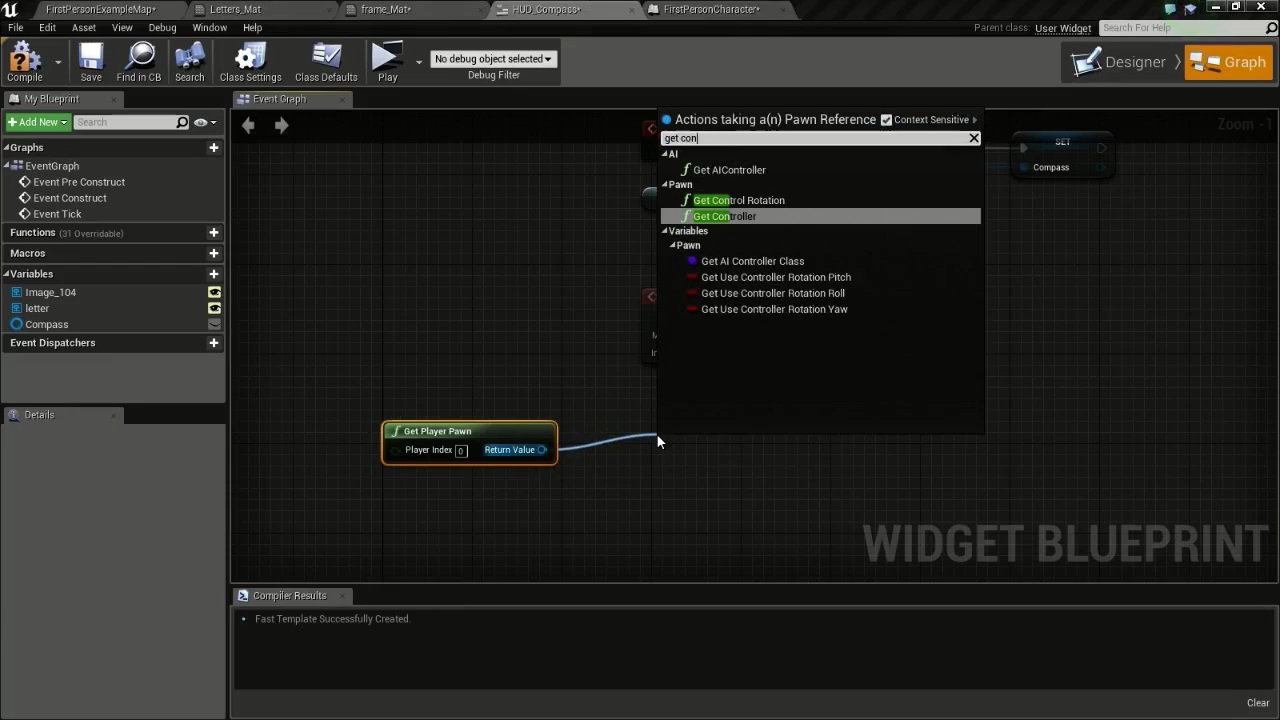 FirstPersonExampleMap*
Letters_Mat
frame_Mat*
HUD_Compass*
FirstPersonCharacter*
File Edit Asset View Debug Window Help
Parent class: User Widget
Search For Help
Compile
Save
Find in CB
Search
Class Settings
Class Defaults
Play
No debug object selected
Debug Filter
Designer
Graph
My Blueprint
Add New
Search
Graphs
EventGraph
Event Pre Construct
Event Construct
Event Tick
Functions (31 Overridable)
Macros
Variables
Image_104
letter
Compass
Event Dispatchers
Details
Event Graph
Zoom -1
Actions taking a(n) Pawn Reference
Context Sensitive
get con
AI
Get AIController
Pawn
Get Control Rotation
Get Controller
Variables
Pawn
Get AI Controller Class
Get Use Controller Rotation Pitch
Get Use Controller Rotation Roll
Get Use Controller Rotation Yaw
SET
Compass
M
In
Get Player Pawn
Player Index 0
Return Value
WIDGET BLUEPRINT
Compiler Results
Fast Template Successfully Created.
Clear